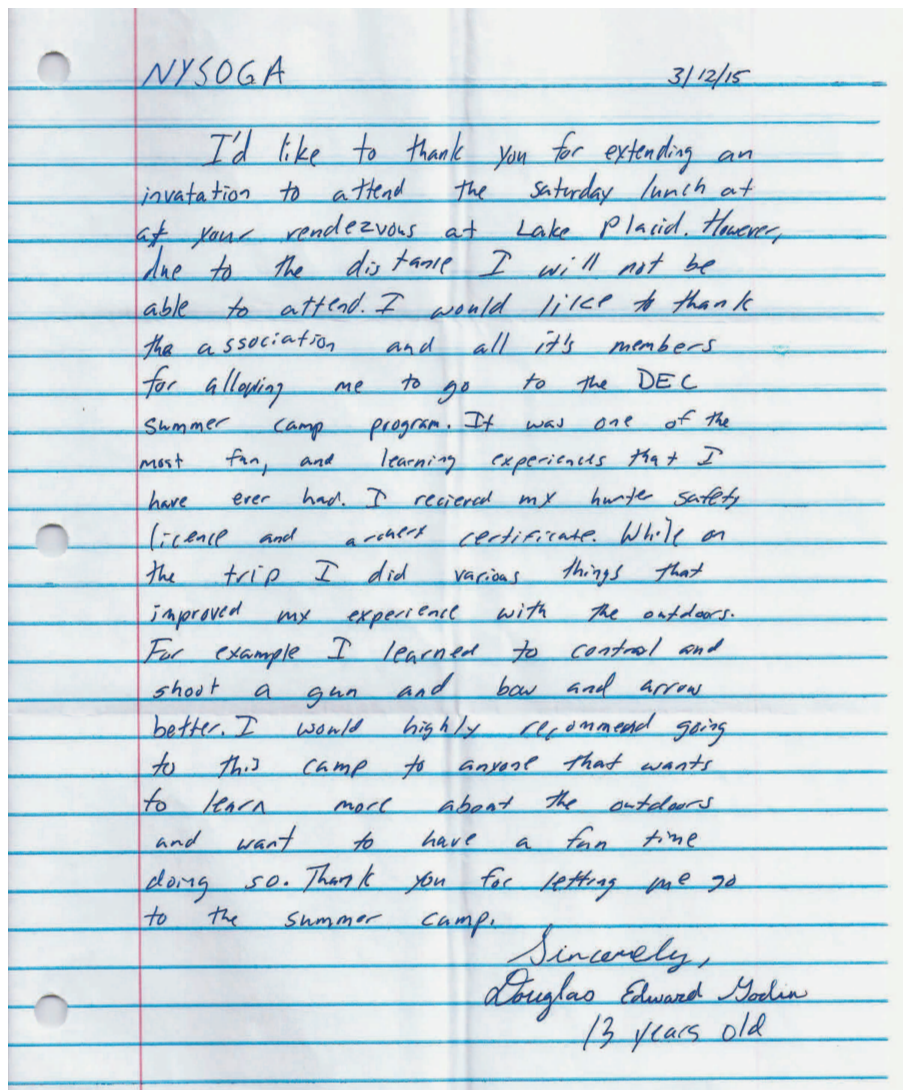 NYSOGA 3/12/15
I'd like to thank you for extending an
invatation to attend the Saturday lunch at
at your rendezvous at Lake Placid. However,
due to the distance I will not be
able to attend. I would like to thank
the association and all it's members
for allowing me to go to the DEC
summer camp program. It was one of the
most fun, and learning experiences that I
have ever had. I recieved my hunter safety
licence and archery certificate. While on
the trip I did various things that
improved my experience with the outdoors.
For example I learned to control and
shoot a gun and bow and arrow
better. I would highly recommend going
to this camp to anyone that wants
to learn more about the outdoors
and want to have a fun time
doing so. Thank you for letting me go
to the summer camp.
Sincerely,
Douglas Edward Godin
13 years old